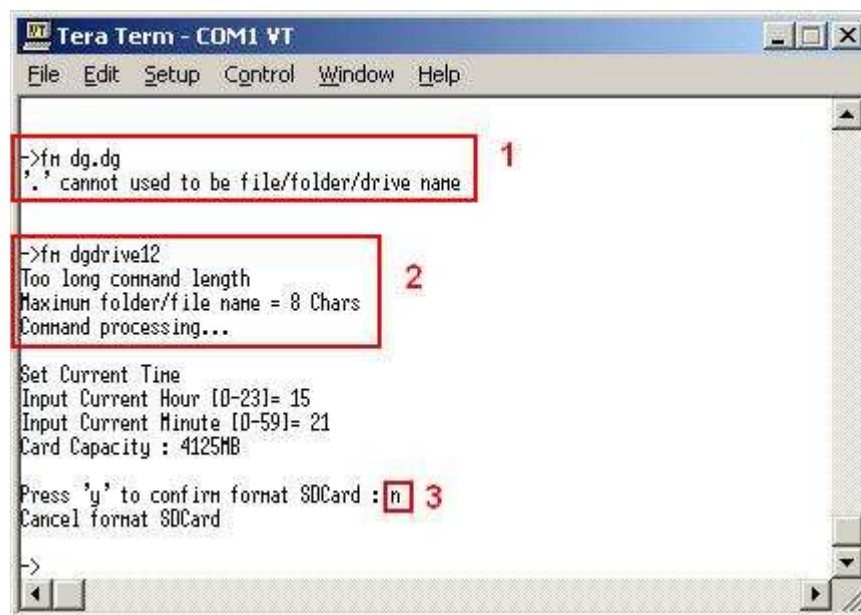 Tera Term - COM1 VT
File Edit Setup Control Window Help
->fm dg.dg
'.' cannot used to be file/folder/drive name
1
->fm dgdrive12
Too long command length
Maximum folder/file name = 8 Chars
Command processing...
2
Set Current Time
Input Current Hour [0-23]= 15
Input Current Minute [0-59]= 21
Card Capacity : 4125MB
Press 'y' to confirm format SDCard : n 3
Cancel format SDCard
->